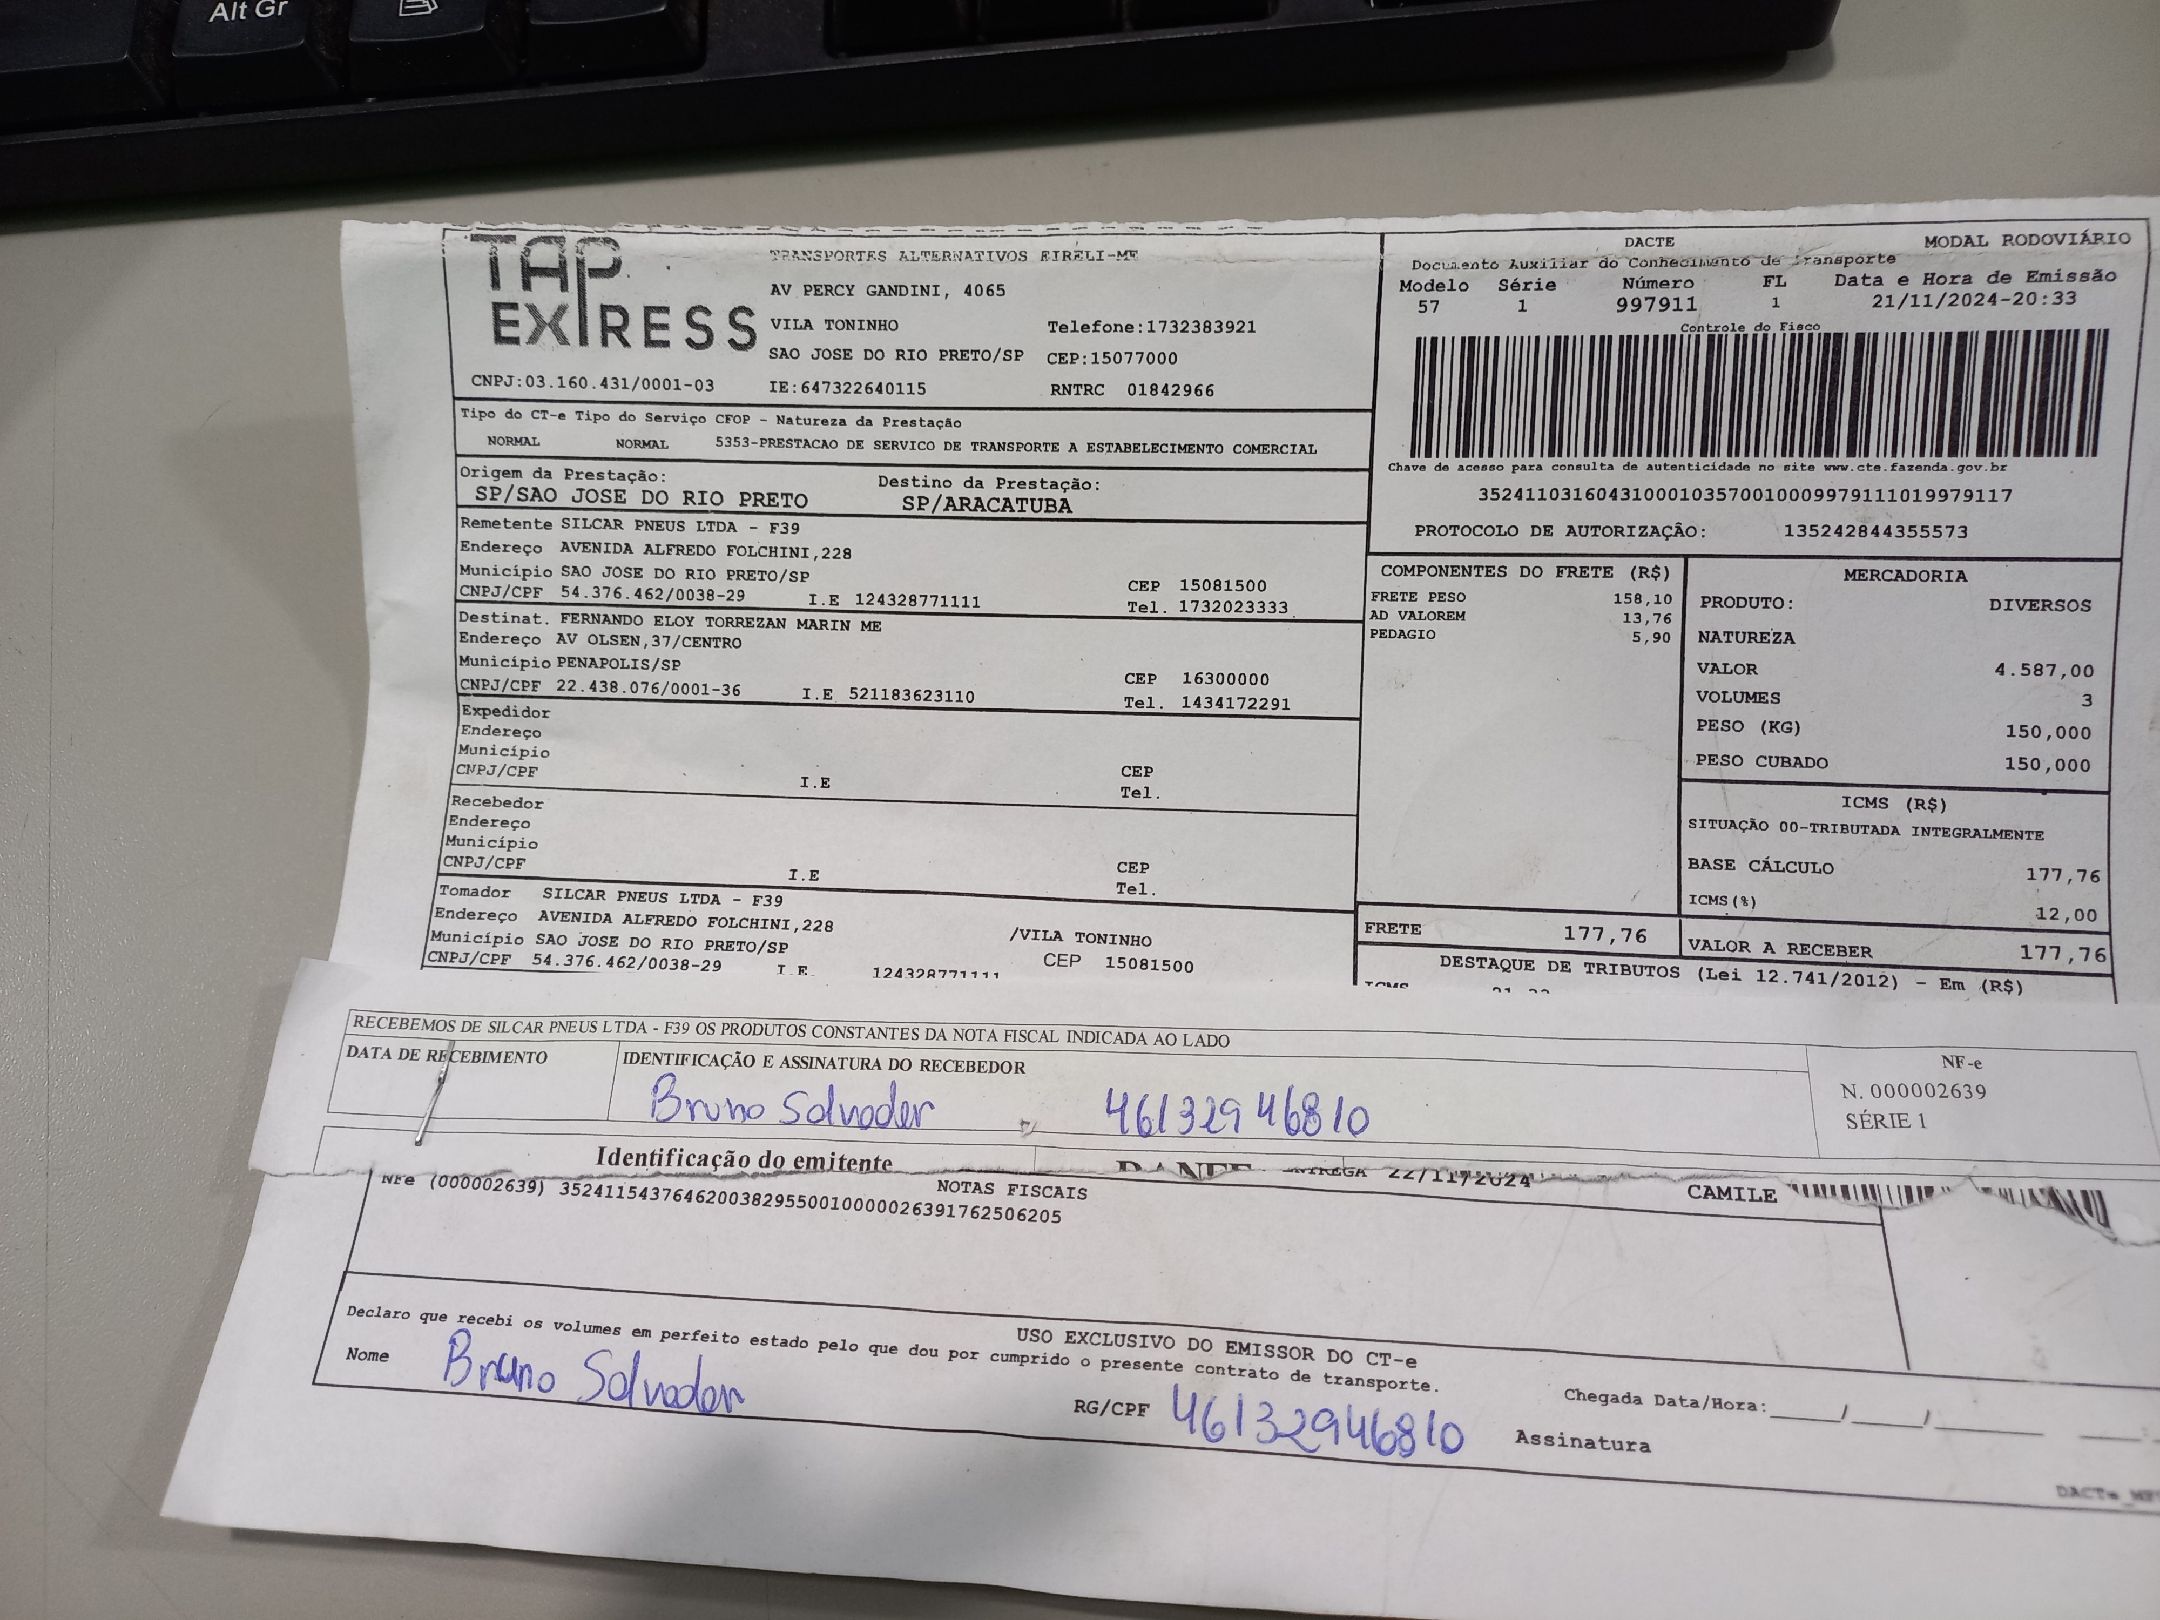 Alt Gr
TAP EXPRESS
TRANSPORTES ALTERNATIVOS EIRELI-ME
AV PERCY GANDINI, 4065
VILA TONINHO Telefone:1732383921
SAO JOSE DO RIO PRETO/SP CEP:15077000
CNPJ:03.160.431/0001-03 IE:647322640115 RNTRC 01842966
DACTE MODAL RODOVIÁRIO
Documento Auxiliar do Conhecimento de Transporte
Modelo Série Número FL Data e Hora de Emissão
57 1 997911 1 21/11/2024-20:33
Controle do Fisco
Chave de acesso para consulta de autenticidade no site www.cte.fazenda.gov.br
35241103160431000103570010009979111019979117
PROTOCOLO DE AUTORIZAÇÃO: 135242844355573
Tipo do CT-e Tipo do Serviço CFOP - Natureza da Prestação
NORMAL NORMAL 5353-PRESTACAO DE SERVICO DE TRANSPORTE A ESTABELECIMENTO COMERCIAL
Origem da Prestação: Destino da Prestação:
SP/SAO JOSE DO RIO PRETO SP/ARACATUBA
Remetente SILCAR PNEUS LTDA - F39
Endereço AVENIDA ALFREDO FOLCHINI,228
Município SAO JOSE DO RIO PRETO/SP CEP 15081500
CNPJ/CPF 54.376.462/0038-29 I.E 124328771111 Tel. 1732023333
Destinat. FERNANDO ELOY TORREZAN MARIN ME
Endereço AV OLSEN,37/CENTRO
Município PENAPOLIS/SP CEP 16300000
CNPJ/CPF 22.438.076/0001-36 I.E 521183623110 Tel. 1434172291
Expedidor
Endereço
Município
CNPJ/CPF I.E CEP
Tel.
Recebedor
Endereço
Município
CNPJ/CPF I.E CEP
Tel.
Tomador SILCAR PNEUS LTDA - F39
Endereço AVENIDA ALFREDO FOLCHINI,228 /VILA TONINHO
Município SAO JOSE DO RIO PRETO/SP CEP 15081500
CNPJ/CPF 54.376.462/0038-29 I.E. 124328771111
COMPONENTES DO FRETE (R$)
FRETE PESO 158,10
AD VALOREM 13,76
PEDAGIO 5,90
FRETE 177,76
MERCADORIA
PRODUTO: DIVERSOS
NATUREZA
VALOR 4.587,00
VOLUMES 3
PESO (KG) 150,000
PESO CUBADO 150,000
ICMS (R$)
SITUAÇÃO 00-TRIBUTADA INTEGRALMENTE
BASE CÁLCULO 177,76
ICMS(%) 12,00
VALOR A RECEBER 177,76
DESTAQUE DE TRIBUTOS (Lei 12.741/2012) - Em (R$)
ICMS
RECEBEMOS DE SILCAR PNEUS LTDA - F39 OS PRODUTOS CONSTANTES DA NOTA FISCAL INDICADA AO LADO
DATA DE RECEBIMENTO IDENTIFICAÇÃO E ASSINATURA DO RECEBEDOR
Bruno Salvador 46132946810
NF-e
N. 000002639
SÉRIE 1
Identificação do emitente DANFE
22/11/2024
NOTAS FISCAIS CAMILE
NFe (000002639) 35241154376462003829550010000026391762506205
USO EXCLUSIVO DO EMISSOR DO CT-e
Declaro que recebi os volumes em perfeito estado pelo que dou por cumprido o presente contrato de transporte.
Nome Bruno Salvador RG/CPF 46132946810
Chegada Data/Hora:____/____/______ ____:
Assinatura